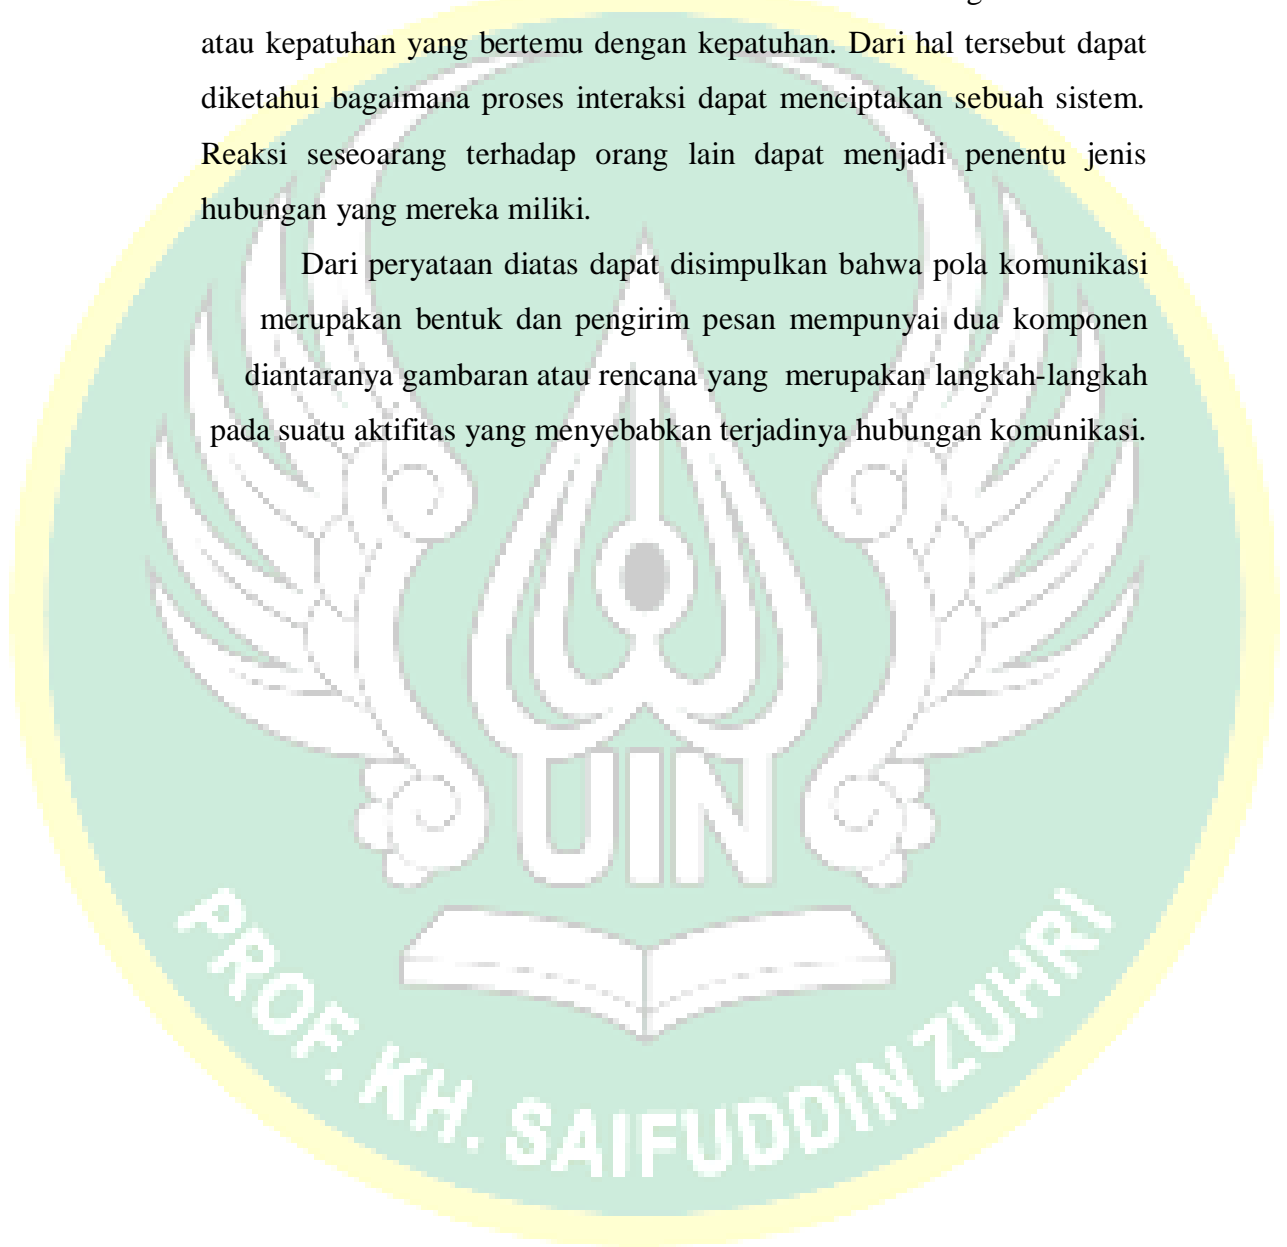 atau kepatuhan yang bertemu dengan kepatuhan. Dari hal tersebut dapat
diketahui bagaimana proses interaksi dapat menciptakan sebuah sistem.
Reaksi seseoarang terhadap orang lain dapat menjadi penentu jenis
hubungan yang mereka miliki.
Dari peryataan diatas dapat disimpulkan bahwa pola komunikasi
merupakan bentuk dan pengirim pesan mempunyai dua komponen
diantaranya gambaran atau rencana yang merupakan langkah-langkah
pada suatu aktifitas yang menyebabkan terjadinya hubungan komunikasi.
UIN
PROF. KH. SAIFUDDIN ZUHRI